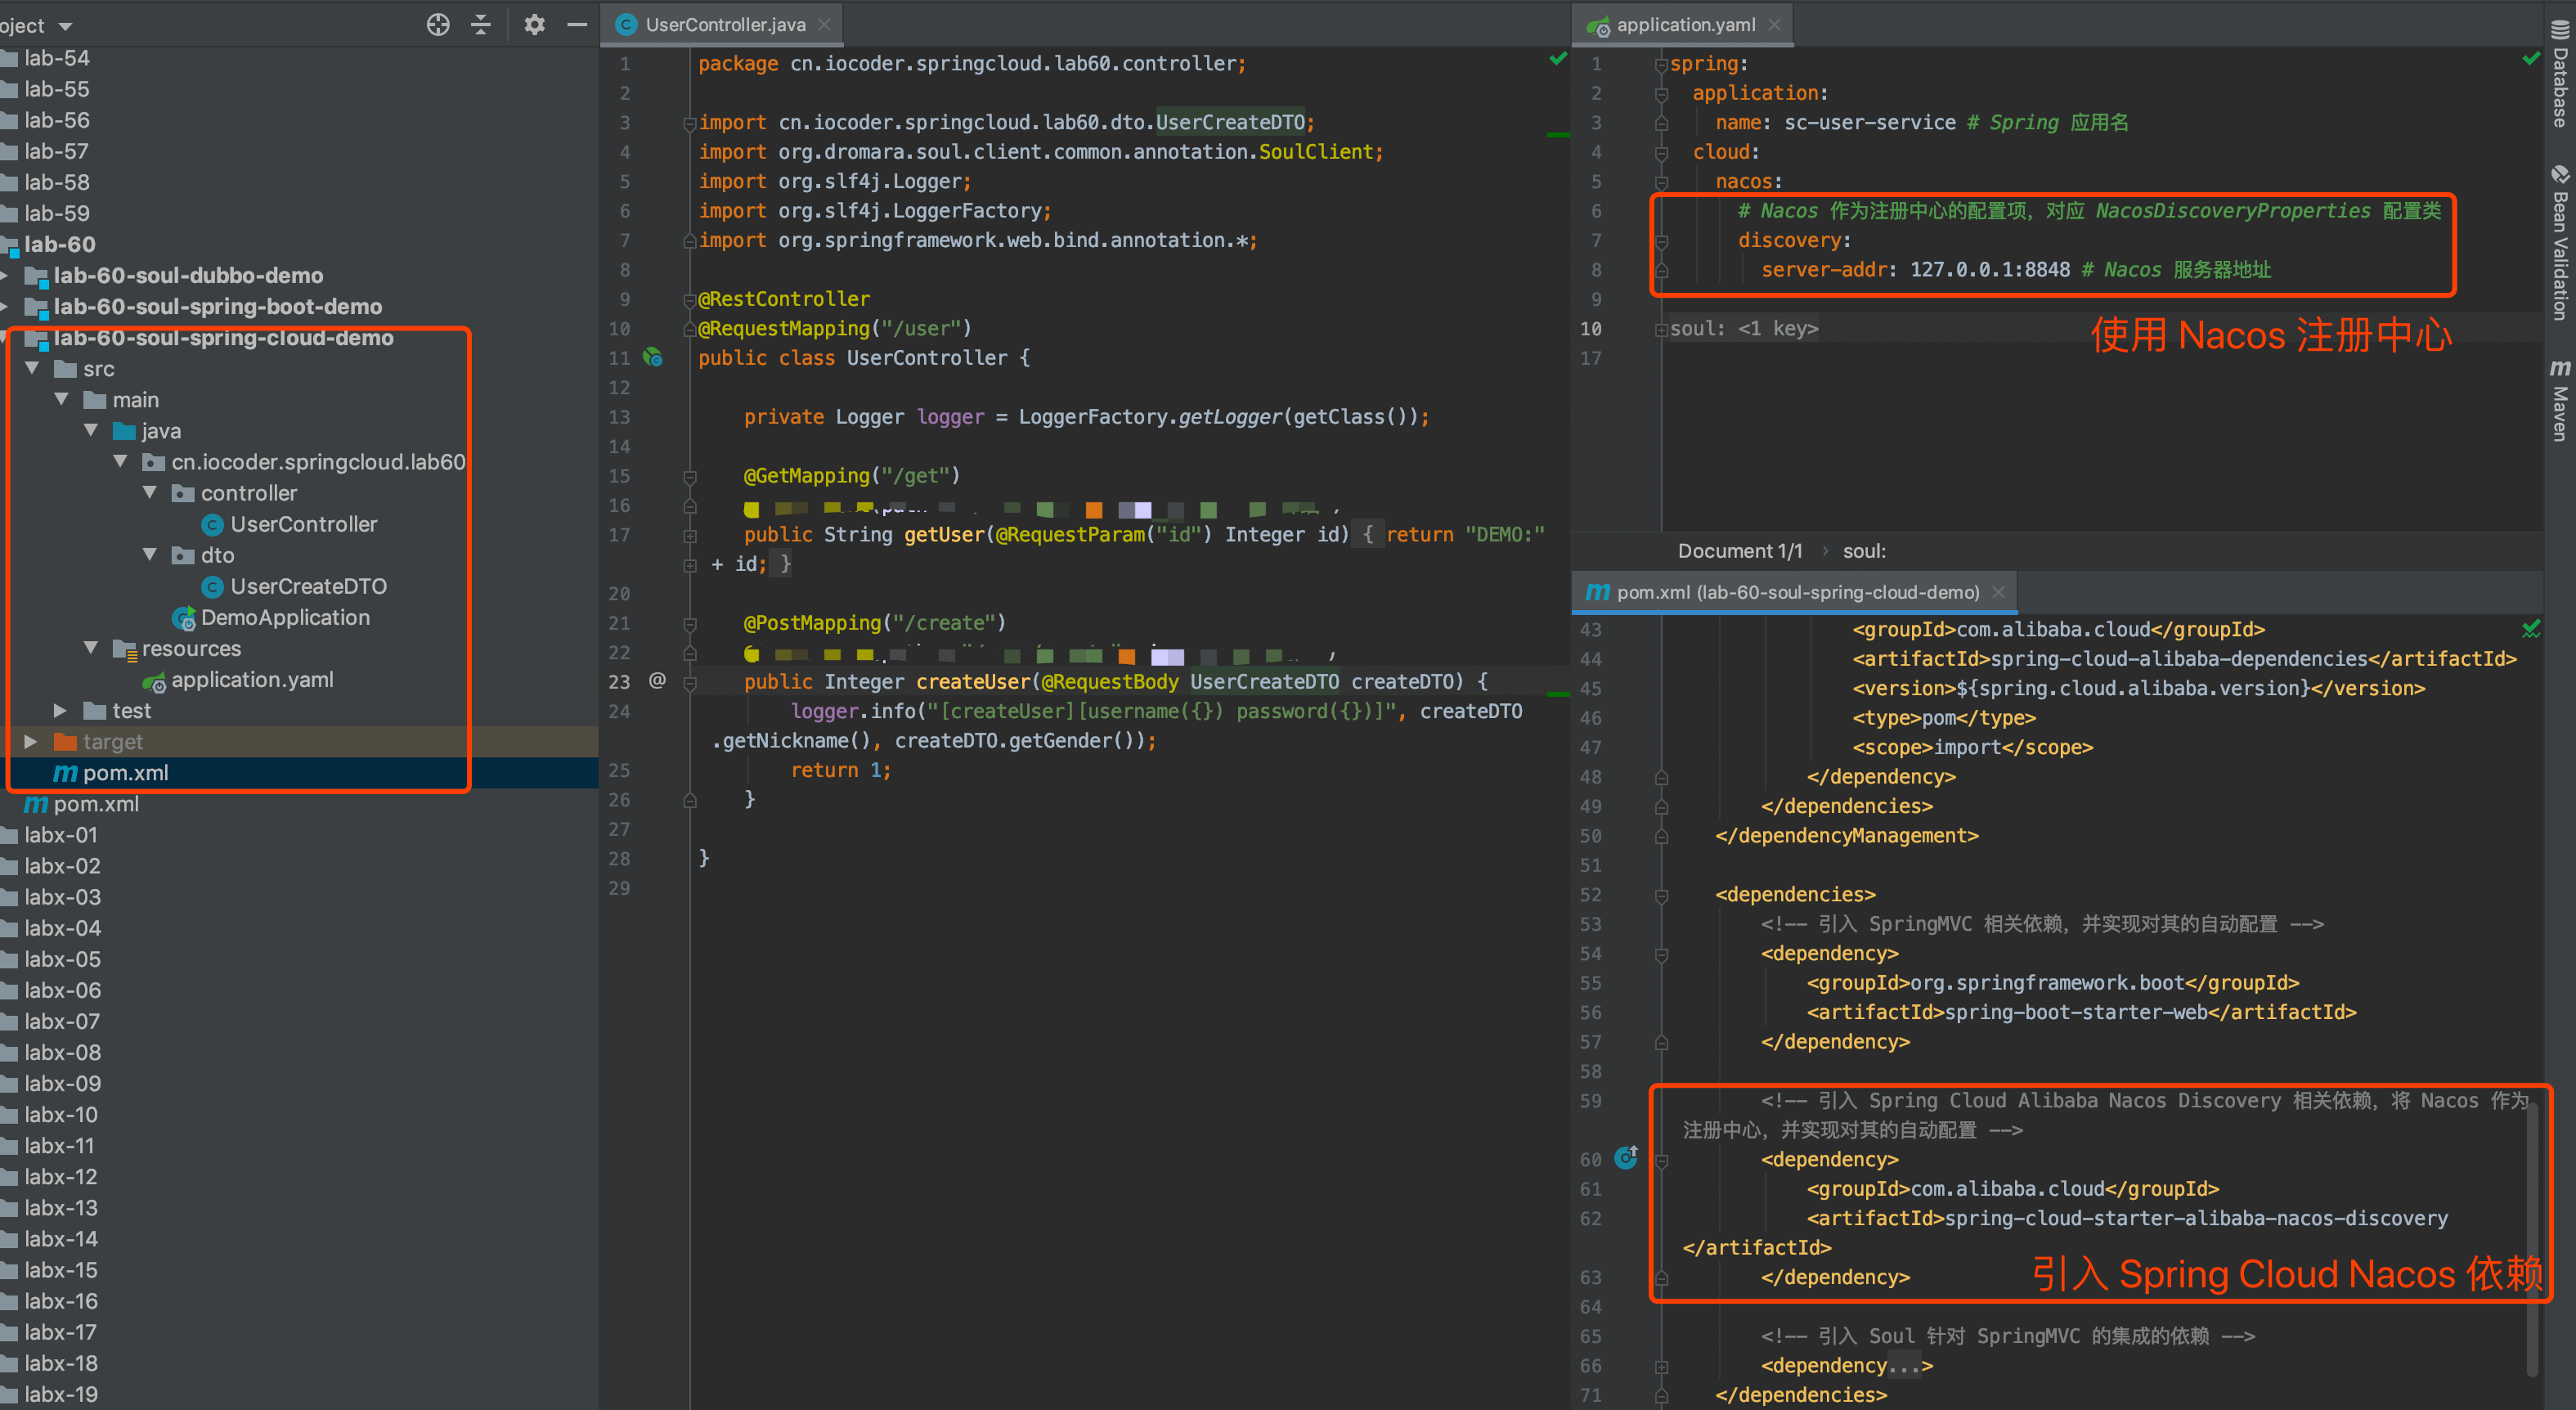 oject
lab-54
lab-55
lab-56
lab-57
lab-58
lab-59
lab-60
lab-60-soul-dubbo-demo
lab-60-soul-spring-boot-demo
lab-60-soul-spring-cloud-demo
src
main
java
cn.iocoder.springcloud.lab60
controller
UserController
dto
UserCreateDTO
DemoApplication
resources
application.yaml
test
target
pom.xml
pom.xml
labx-01
labx-02
labx-03
labx-04
labx-05
labx-06
labx-07
labx-08
labx-09
labx-10
labx-11
labx-12
labx-13
labx-14
labx-15
labx-16
labx-17
labx-18
labx-19
UserController.java
1 package cn.iocoder.springcloud.lab60.controller;
2
3 import cn.iocoder.springcloud.lab60.dto.UserCreateDTO;
4 import org.dromara.soul.client.common.annotation.SoulClient;
5 import org.slf4j.Logger;
6 import org.slf4j.LoggerFactory;
7 import org.springframework.web.bind.annotation.*;
8
9 @RestController
10 @RequestMapping("/user")
11 public class UserController {
12
13 private Logger logger = LoggerFactory.getLogger(getClass());
14
15 @GetMapping("/get")
16
17 public String getUser(@RequestParam("id") Integer id) { return "DEMO:"
+ id; }
20
21 @PostMapping("/create")
22
23 @ public Integer createUser(@RequestBody UserCreateDTO createDTO) {
24 logger.info("[createUser][username({}) password({})]", createDTO
.getNickname(), createDTO.getGender());
25 return 1;
26 }
27
28 }
29
application.yaml
1 spring:
2 application:
3 name: sc-user-service # Spring 应用名
4 cloud:
5 nacos:
6 # Nacos 作为注册中心的配置项，对应 NacosDiscoveryProperties 配置类
7 discovery:
8 server-addr: 127.0.0.1:8848 # Nacos 服务器地址
9
10 soul: <1 key>
17
使用 Nacos 注册中心
Document 1/1 › soul:
pom.xml (lab-60-soul-spring-cloud-demo)
43 <groupId>com.alibaba.cloud</groupId>
44 <artifactId>spring-cloud-alibaba-dependencies</artifactId>
45 <version>${spring.cloud.alibaba.version}</version>
46 <type>pom</type>
47 <scope>import</scope>
48 </dependency>
49 </dependencies>
50 </dependencyManagement>
51
52 <dependencies>
53 <!-- 引入 SpringMVC 相关依赖，并实现对其的自动配置 -->
54 <dependency>
55 <groupId>org.springframework.boot</groupId>
56 <artifactId>spring-boot-starter-web</artifactId>
57 </dependency>
58
59 <!-- 引入 Spring Cloud Alibaba Nacos Discovery 相关依赖，将 Nacos 作为
注册中心，并实现对其的自动配置 -->
60 <dependency>
61 <groupId>com.alibaba.cloud</groupId>
62 <artifactId>spring-cloud-starter-alibaba-nacos-discovery
</artifactId>
63 </dependency>
引入 Spring Cloud Nacos 依赖
64
65 <!-- 引入 Soul 针对 SpringMVC 的集成的依赖 -->
66 <dependency...>
71 </dependencies>
Database
Bean Validation
Maven